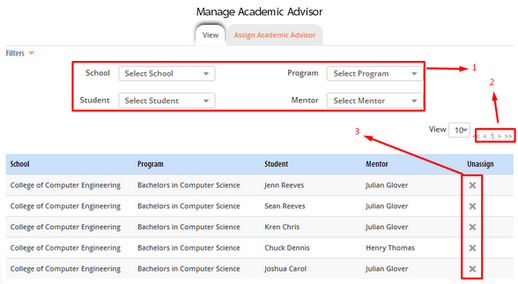 Manage Academic Advisor
View Assign Academic Advisor
Filters
School Select School Program Select Program 1
Student Select Student Mentor Select Mentor 2
3 View 10 << < 1 > >>
School Program Student Mentor Unassign
College of Computer Engineering Bachelors in Computer Science Jenn Reeves Julian Glover
College of Computer Engineering Bachelors in Computer Science Sean Reeves Julian Glover
College of Computer Engineering Bachelors in Computer Science Kren Chris Julian Glover
College of Computer Engineering Bachelors in Computer Science Chuck Dennis Henry Thomas
College of Computer Engineering Bachelors in Computer Science Joshua Carol Julian Glover